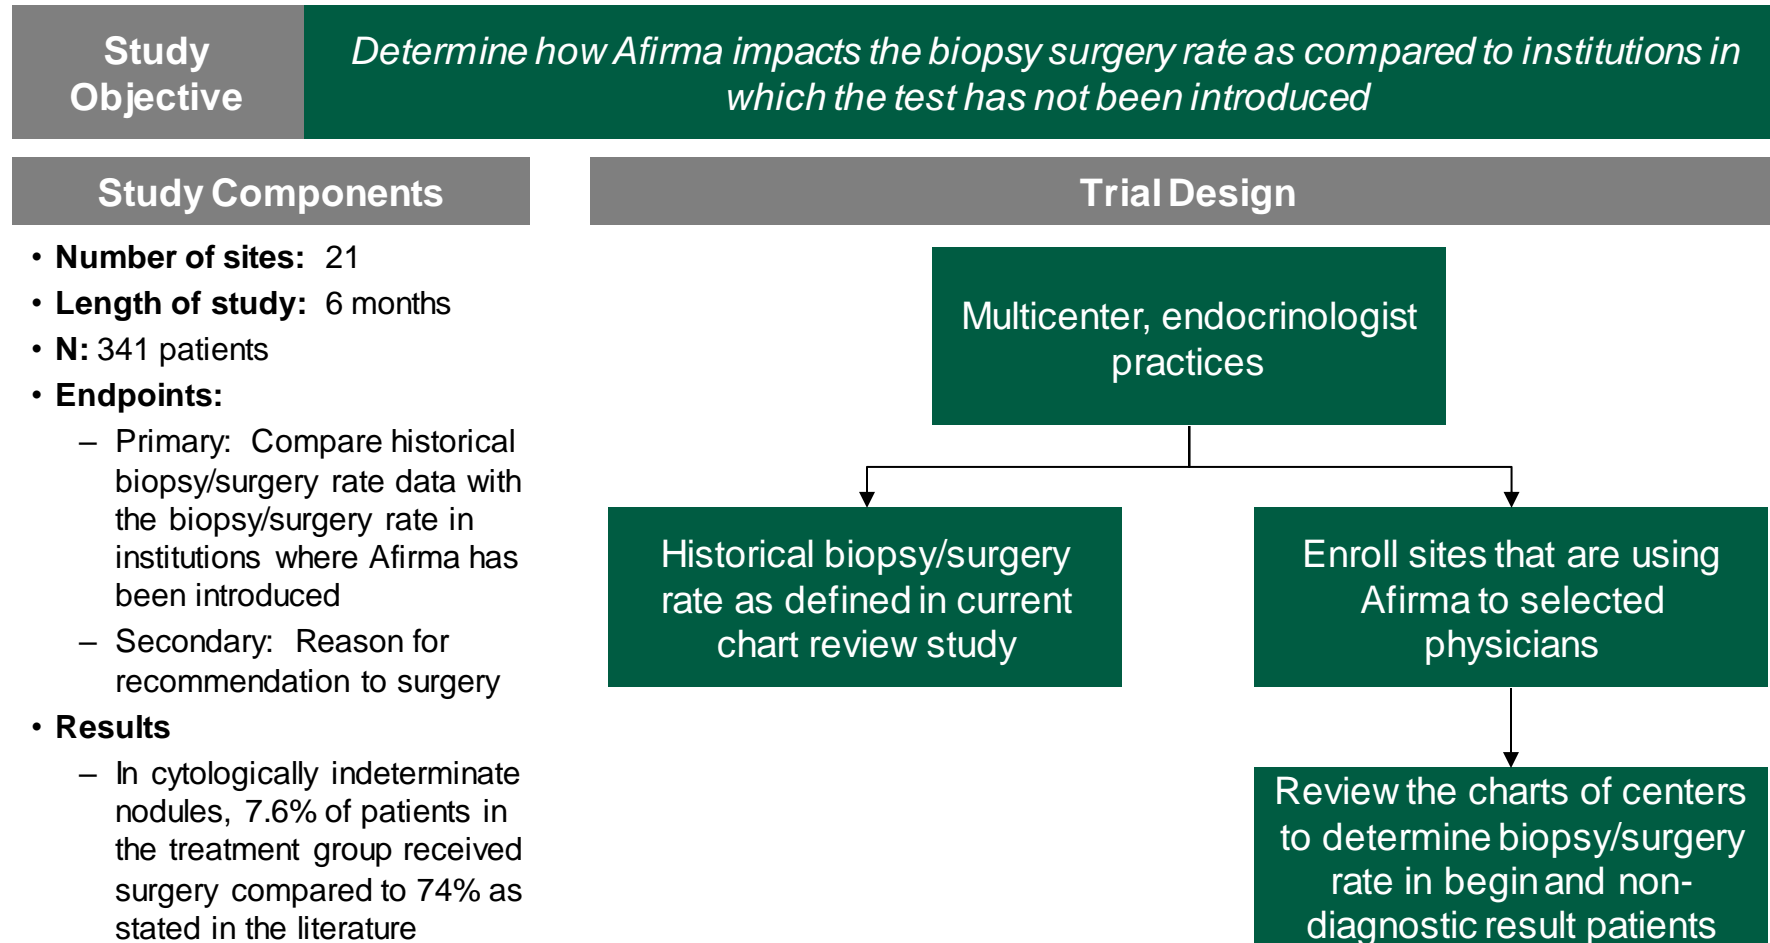 Study
Objective
Determine how Afirma impacts the biopsy surgery rate as compared to institutions in
which the test has not been introduced
Study Components
• Number of sites: 21
• Length of study: 6 months
• N: 341 patients
• Endpoints:
– Primary: Compare historical
biopsy/surgery rate data with
the biopsy/surgery rate in
institutions where Afirma has
been introduced
– Secondary: Reason for
recommendation to surgery
• Results
– In cytologically indeterminate
nodules, 7.6% of patients in
the treatment group received
surgery compared to 74% as
stated in the literature
Trial Design
Multicenter, endocrinologist
practices
Historical biopsy/surgery
rate as defined in current
chart review study
Enroll sites that are using
Afirma to selected
physicians
Review the charts of centers
to determine biopsy/surgery
rate in begin and non-
diagnostic result patients